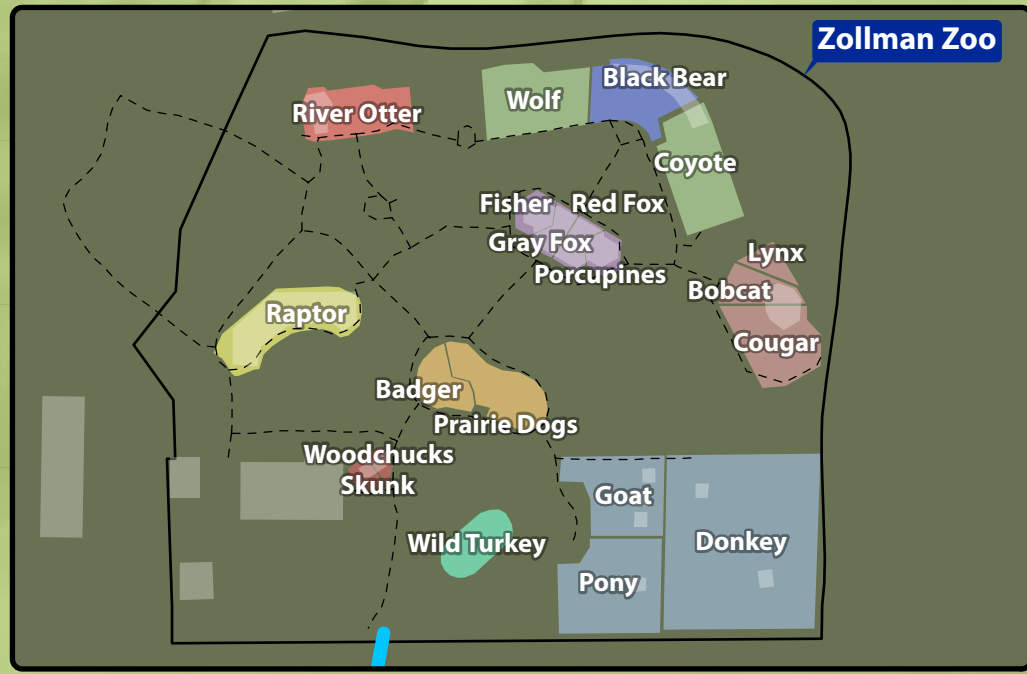 Zollman Zoo
Black Bear
Wolf
River Otter
Coyote
Fisher
Red Fox
Gray Fox
Lynx
Porcupines
Bobcat
Raptor
Cougar
Badger
Prairie Dogs
Woodchucks
Skunk
Goat
Wild Turkey
Donkey
Pony